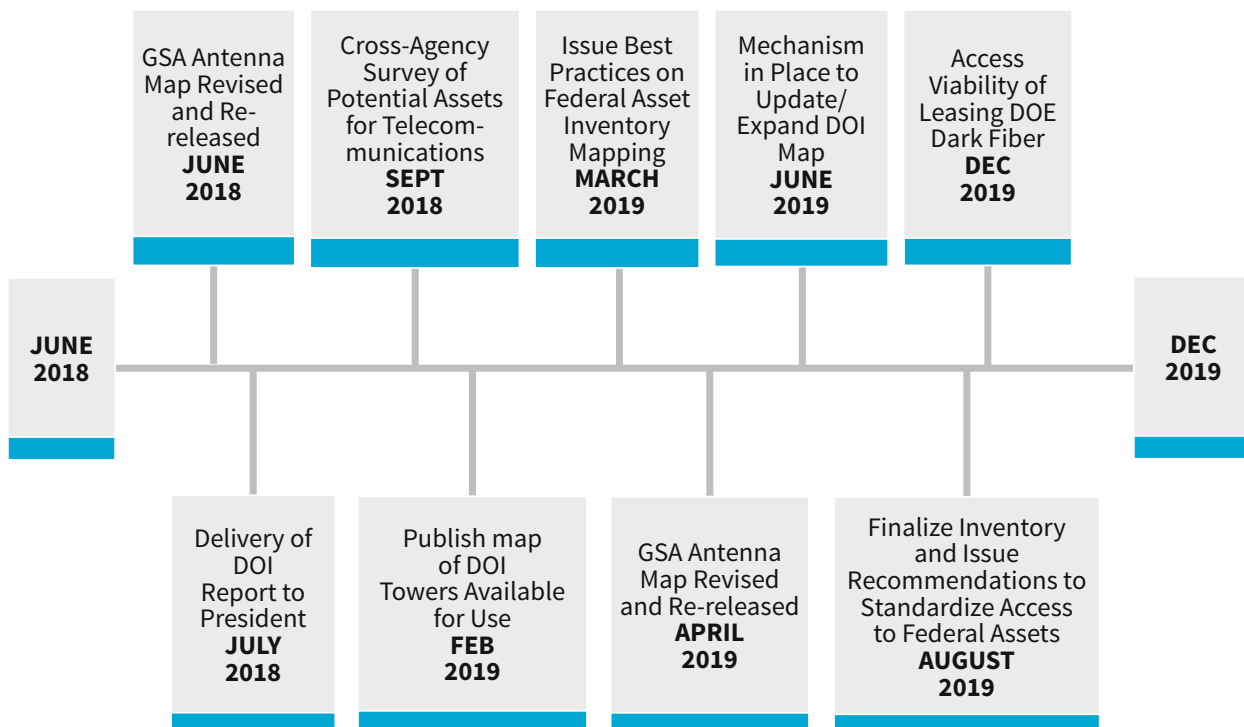 GSA Antenna
Map Revised
and Re-
released
JUNE
2018
Cross-Agency
Survey of
Potential Assets
for Telecom-
munications
SEPT
2018
Issue Best
Practices on
Federal Asset
Inventory
Mapping
MARCH
2019
Mechanism
in Place to
Update/
Expand DOI
Map
JUNE
2019
Access
Viability of
Leasing DOE
Dark Fiber
DEC
2019
JUNE
2018
DEC
2019
Delivery of
DOI
Report to
President
JULY
2018
Publish map
of DOI
Towers Available
for Use
FEB
2019
GSA Antenna
Map Revised
and Re-released
APRIL
2019
Finalize Inventory
and Issue
Recommendations to
Standardize Access
to Federal Assets
AUGUST
2019